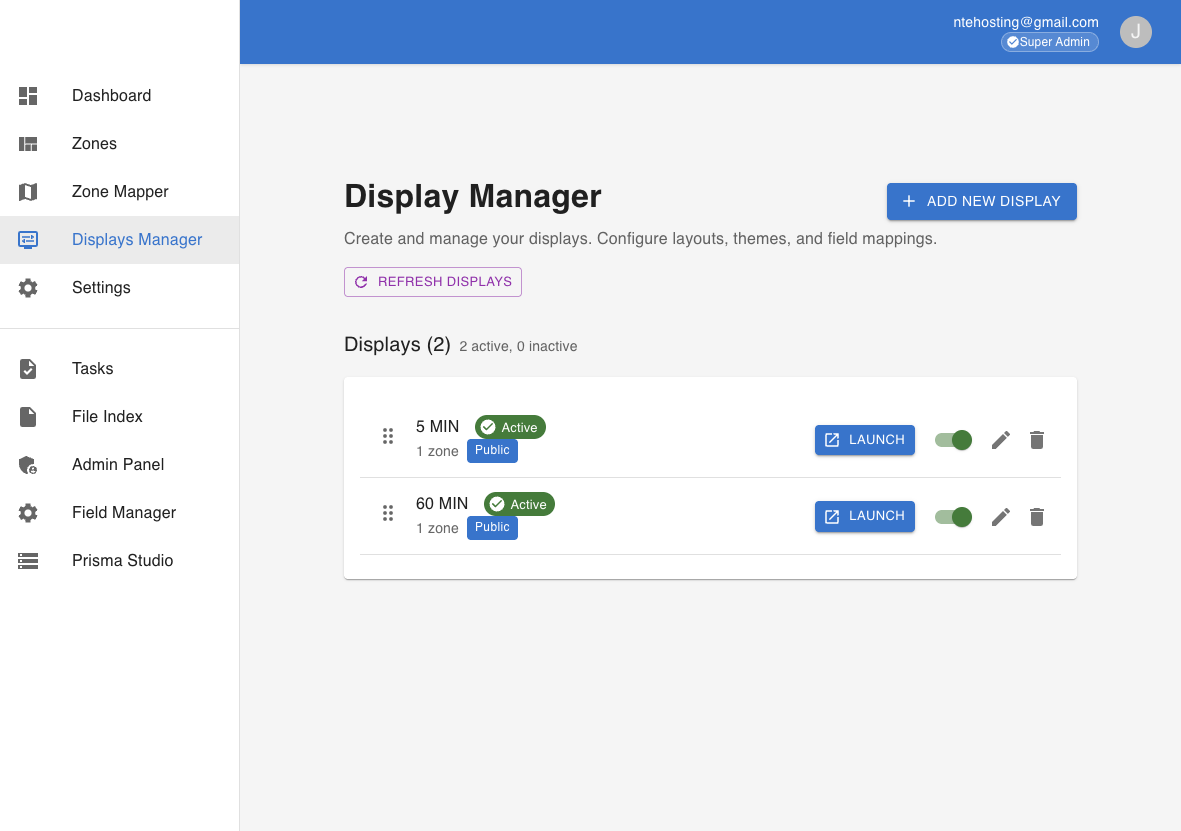 ntehosting@gmail.com
Super Admin
J
Dashboard
Zones
Zone Mapper
Displays Manager
Settings
Tasks
File Index
Admin Panel
Field Manager
Prisma Studio
Display Manager
ADD NEW DISPLAY
Create and manage your displays. Configure layouts, themes, and field mappings.
REFRESH DISPLAYS
Displays (2) 2 active, 0 inactive
5 MIN Active
1 zone Public
LAUNCH
60 MIN Active
1 zone Public
LAUNCH